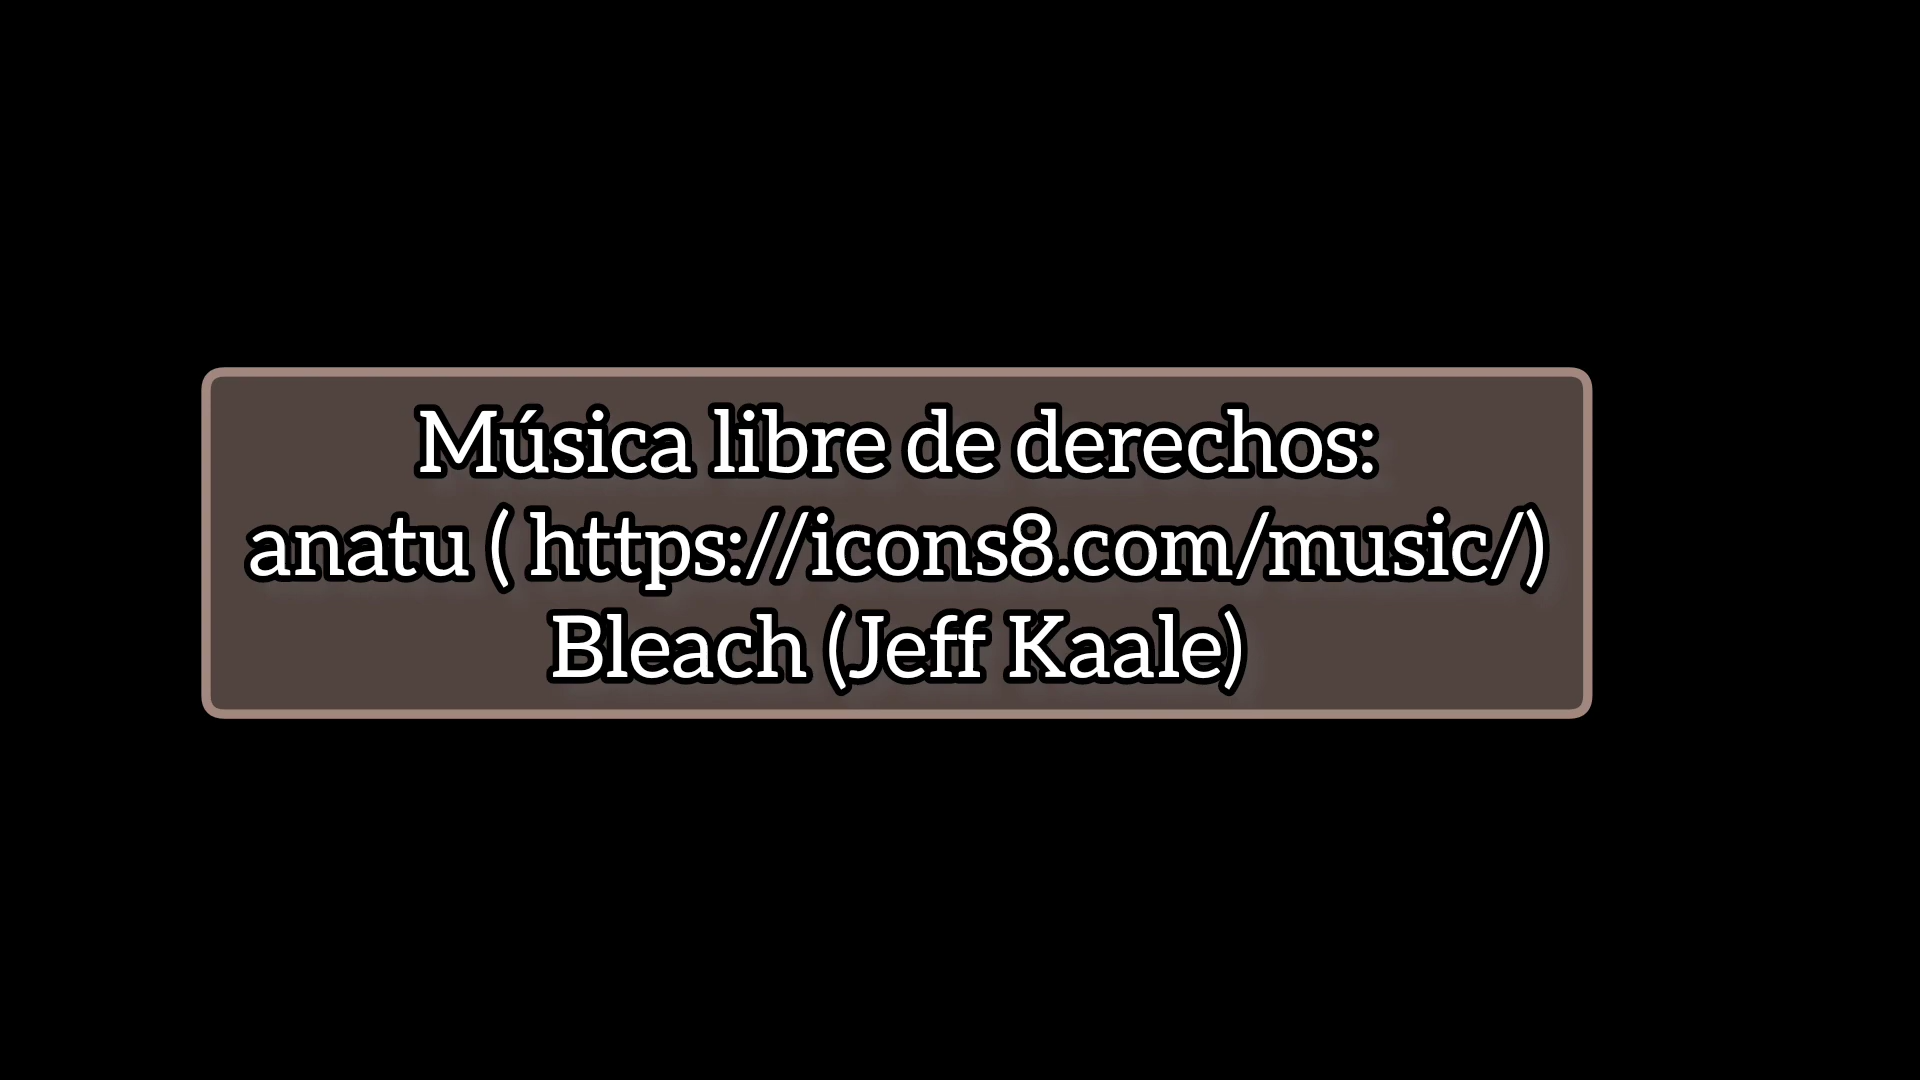 Música libre de derechos:
anatu ( https://icons8.com/music/)
Bleach (Jeff Kaale)